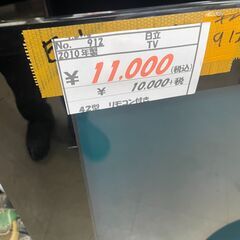 No. 912 日立
2010年製 TV
¥ 11,000 (税込)
¥ 10,000 +税
42型 リモコン付き
912